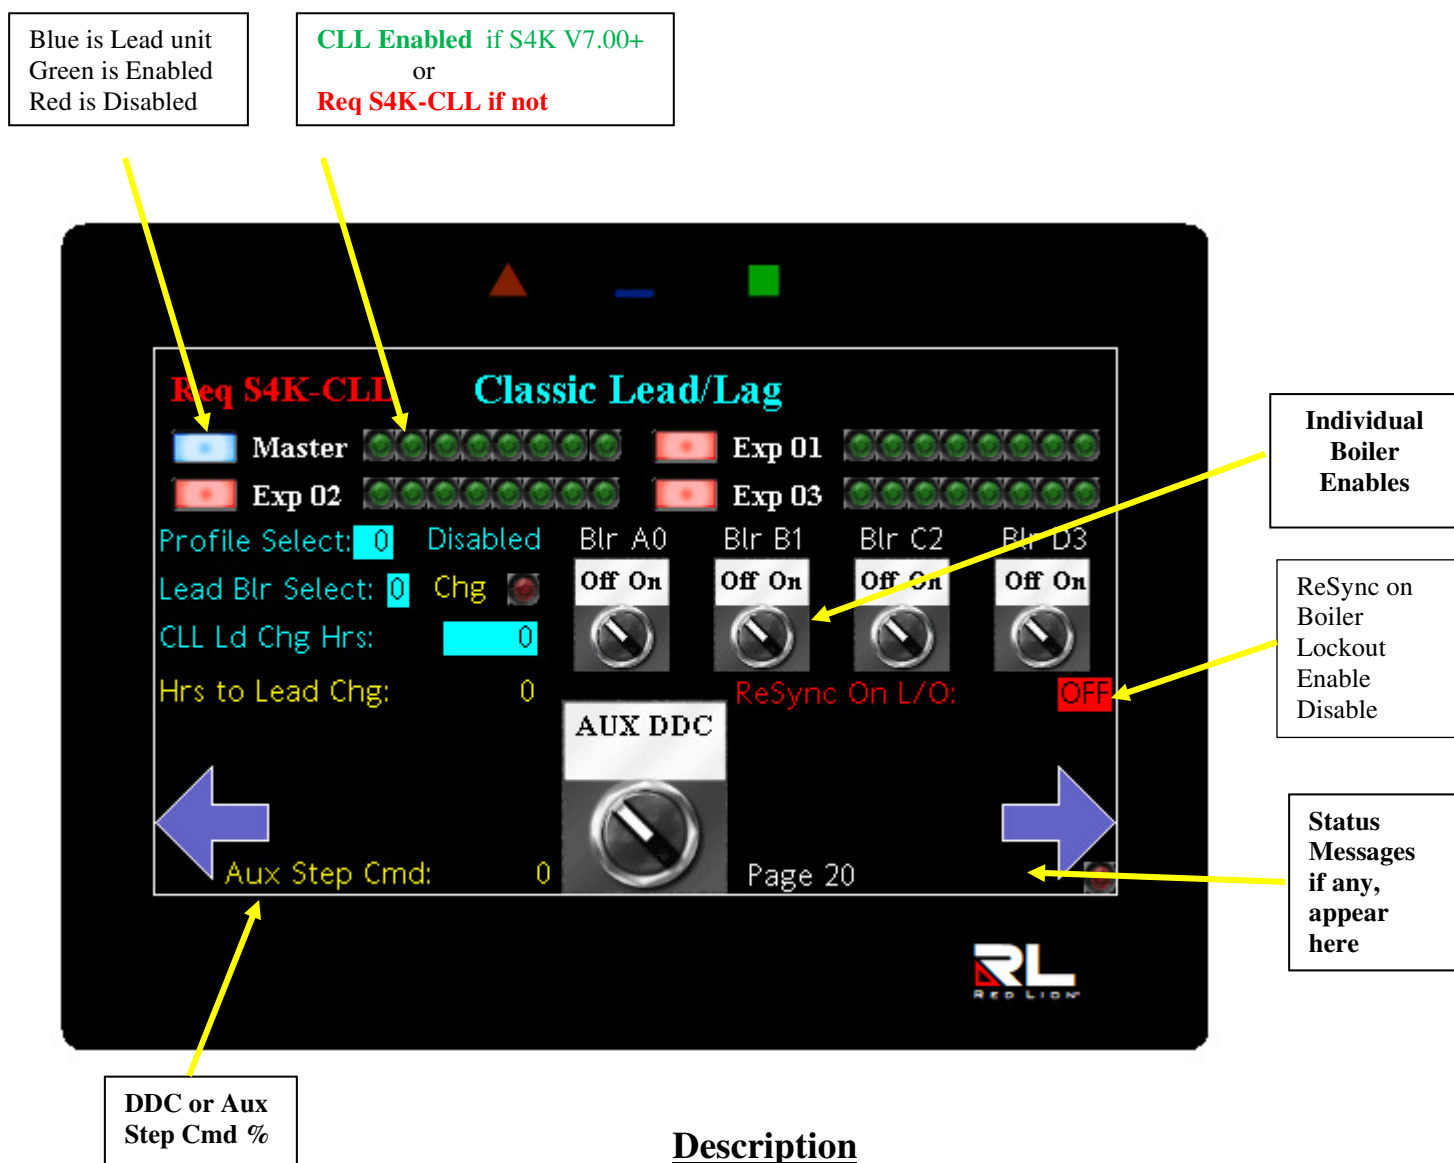 Blue is Lead unit
Green is Enabled
Red is Disabled
CLL Enabled if S4K V7.00+
or
Req S4K-CLL if not
Req S4K-CLL
Classic Lead/Lag
Master
Exp 01
Exp 02
Exp 03
Profile Select: 0 Disabled
Lead Blr Select: 0 Chg
CLL Ld Chg Hrs: 0
Hrs to Lead Chg: 0
Blr A0
Blr B1
Blr C2
Blr D3
Off On
Off On
Off On
Off On
ReSync On L/O: OFF
AUX DDC
Aux Step Cmd: 0
Page 20
RL
RED LION
Individual
Boiler
Enables
ReSync on
Boiler
Lockout
Enable
Disable
Status
Messages
if any,
appear
here
DDC or Aux
Step Cmd %
Description